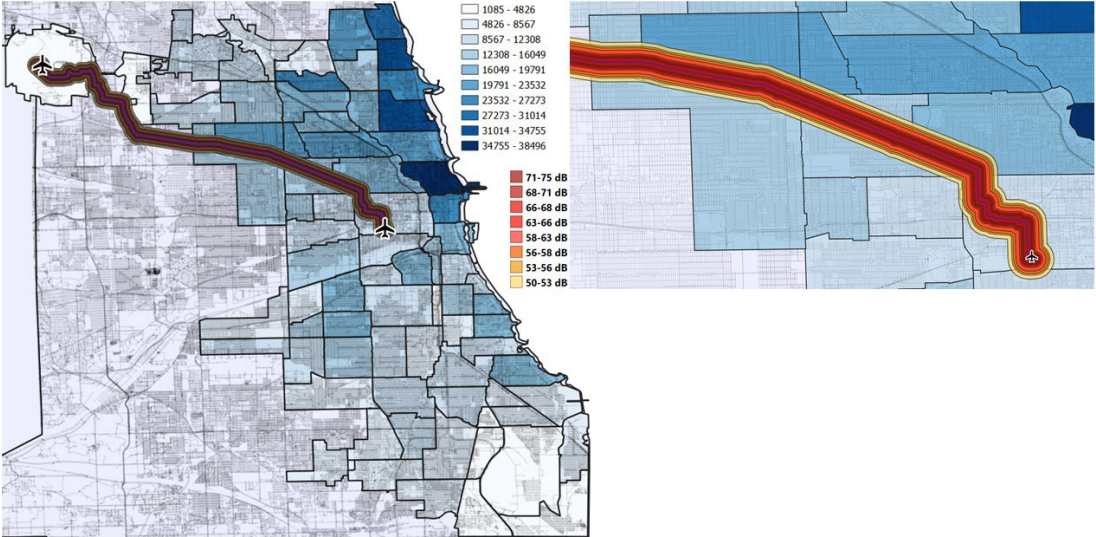 1085 - 4826
4826 - 8567
8567 - 12308
12308 - 16049
16049 - 19791
19791 - 23532
23532 - 27273
27273 - 31014
31014 - 34755
34755 - 38496
71-75 dB
68-71 dB
66-68 dB
63-66 dB
58-63 dB
56-58 dB
53-56 dB
50-53 dB